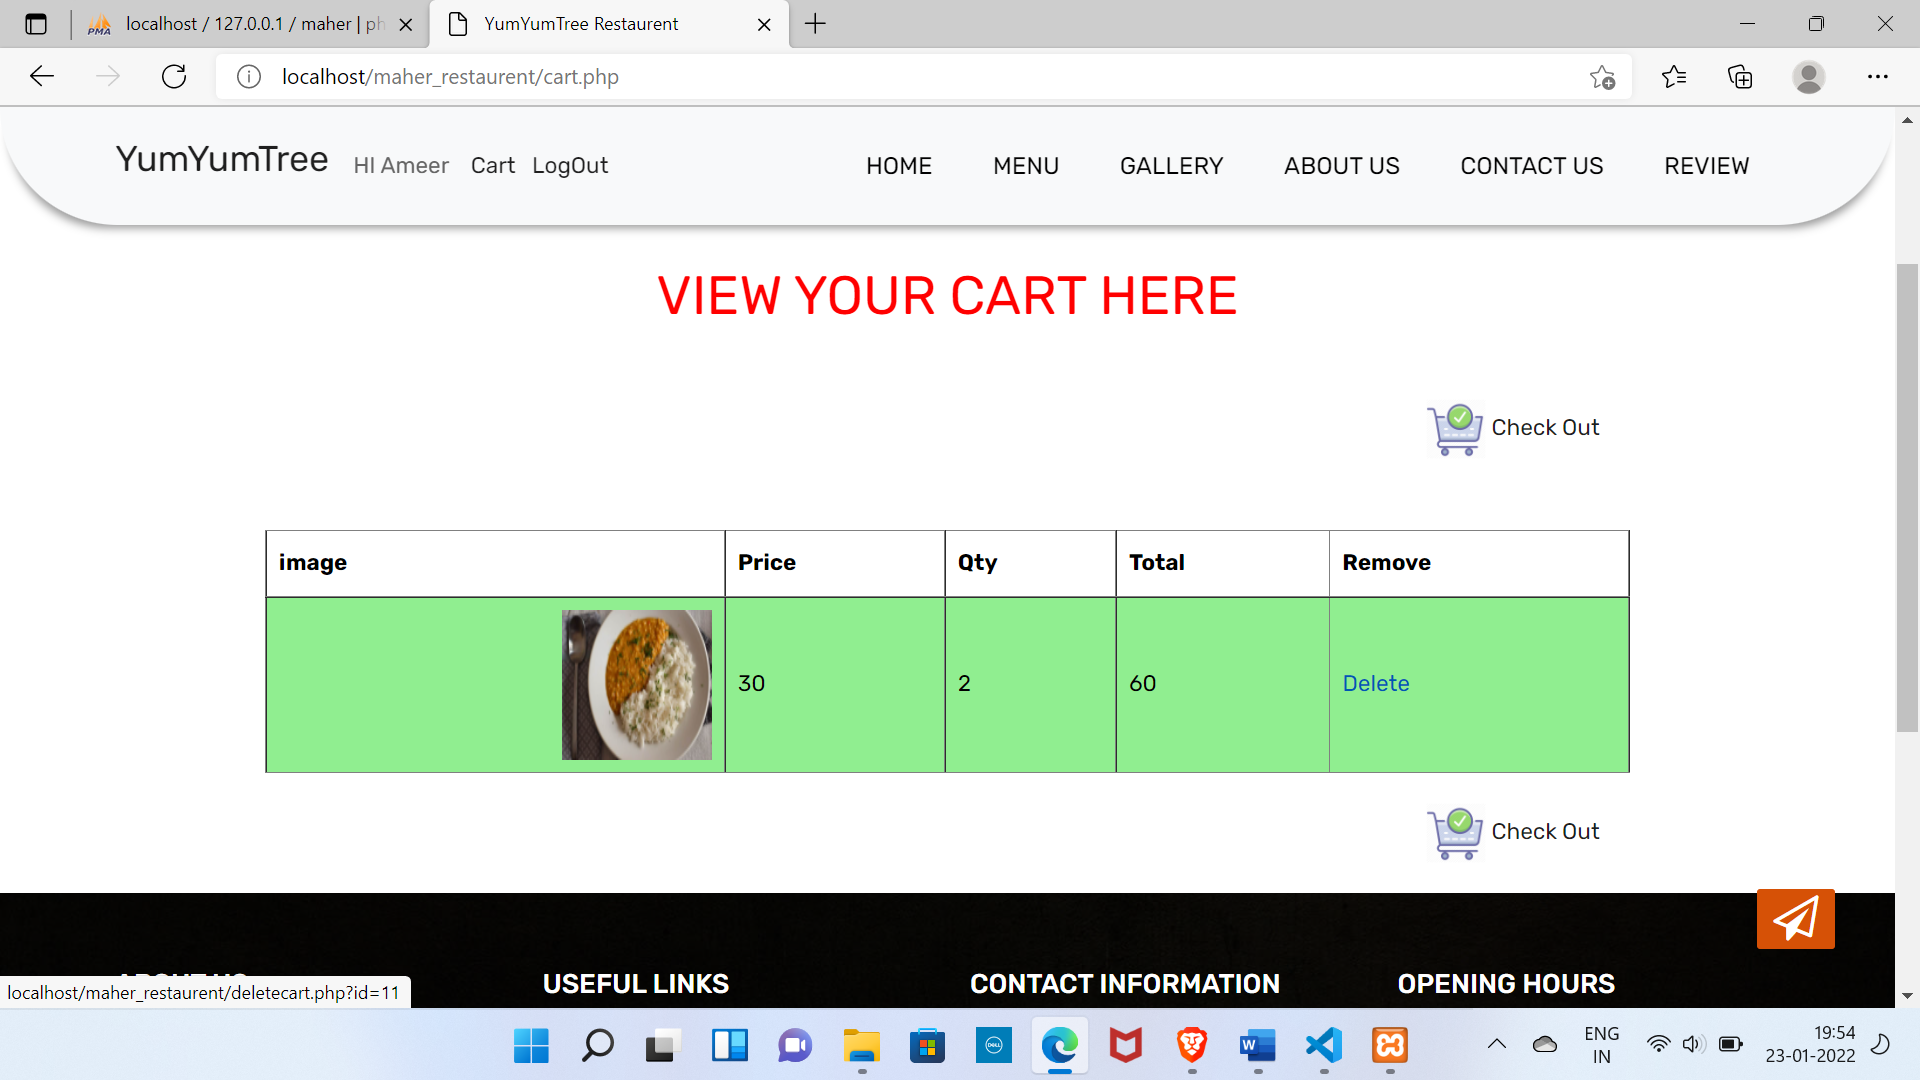 localhost / 127.0.0.1 / maher | ph
YumYumTree Restaurent
localhost/maher_restaurent/cart.php
YumYumTree HI Ameer Cart LogOut HOME MENU GALLERY ABOUT US CONTACT US REVIEW
VIEW YOUR CART HERE
Check Out
image Price Qty Total Remove
30 2 60 Delete
Check Out
ABOUT US USEFUL LINKS CONTACT INFORMATION OPENING HOURS
localhost/maher_restaurent/deletecart.php?id=11
ENG
IN
19:54
23-01-2022